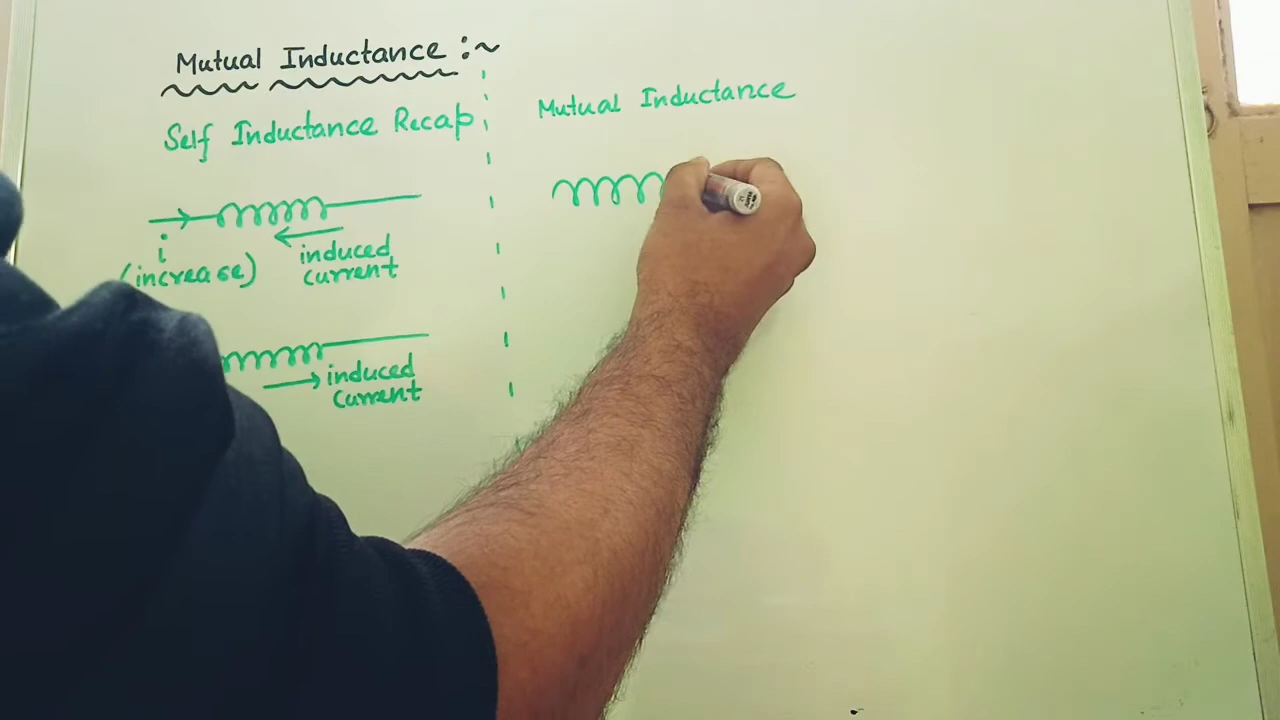 Mutual Inductance :~
Self Inductance Recap
i
(increase)
induced
current
induced
current
Mutual Inductance